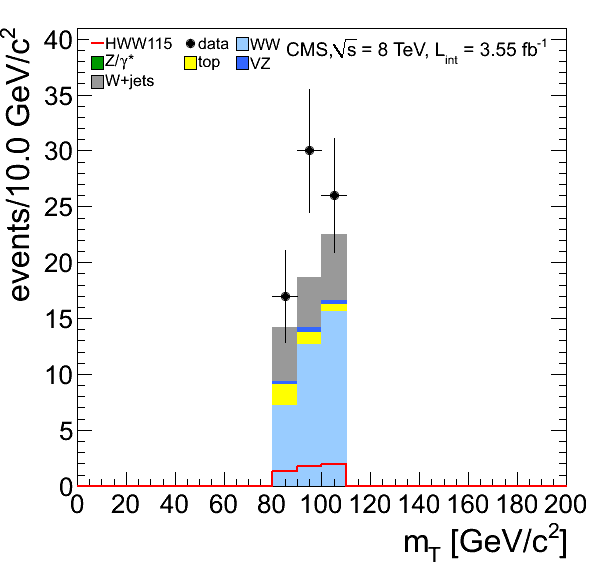 HWW115 data WW CMS,√s = 8 TeV, L_int = 3.55 fb⁻¹
Z/γ* top VZ
W+jets
40
35
30
25
20
15
10
5
0
events/10.0 GeV/c²
0 20 40 60 80 100 120 140 160 180 200
m_T [GeV/c²]